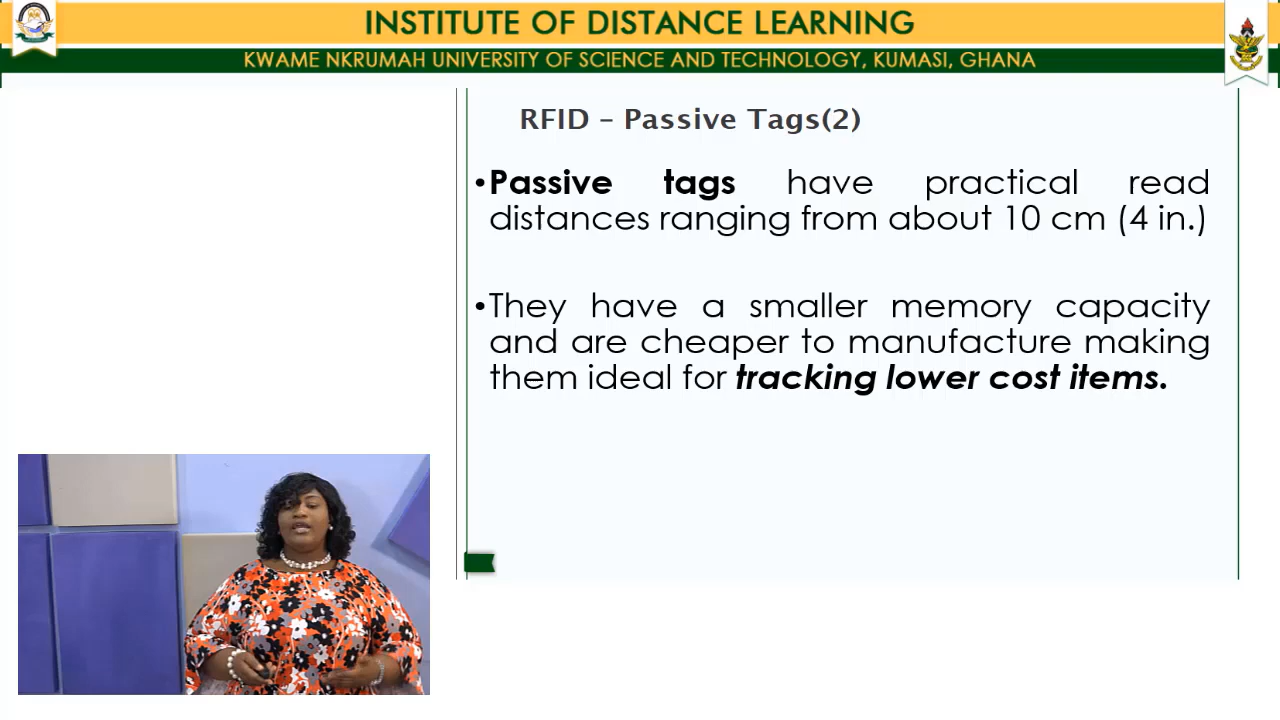 INSTITUTE OF DISTANCE LEARNING
KWAME NKRUMAH UNIVERSITY OF SCIENCE AND TECHNOLOGY, KUMASI, GHANA
RFID – Passive Tags(2)
•Passive tags have practical read
distances ranging from about 10 cm (4 in.)
•They have a smaller memory capacity
and are cheaper to manufacture making
them ideal for tracking lower cost items.